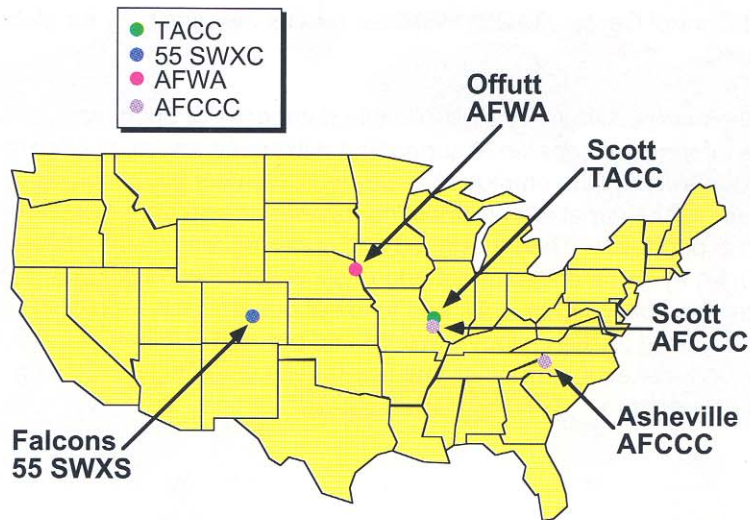 TACC
55 SWXC
AFWA
AFCCC
Offutt
AFWA
Scott
TACC
Scott
AFCCC
Asheville
AFCCC
Falcons
55 SWXS